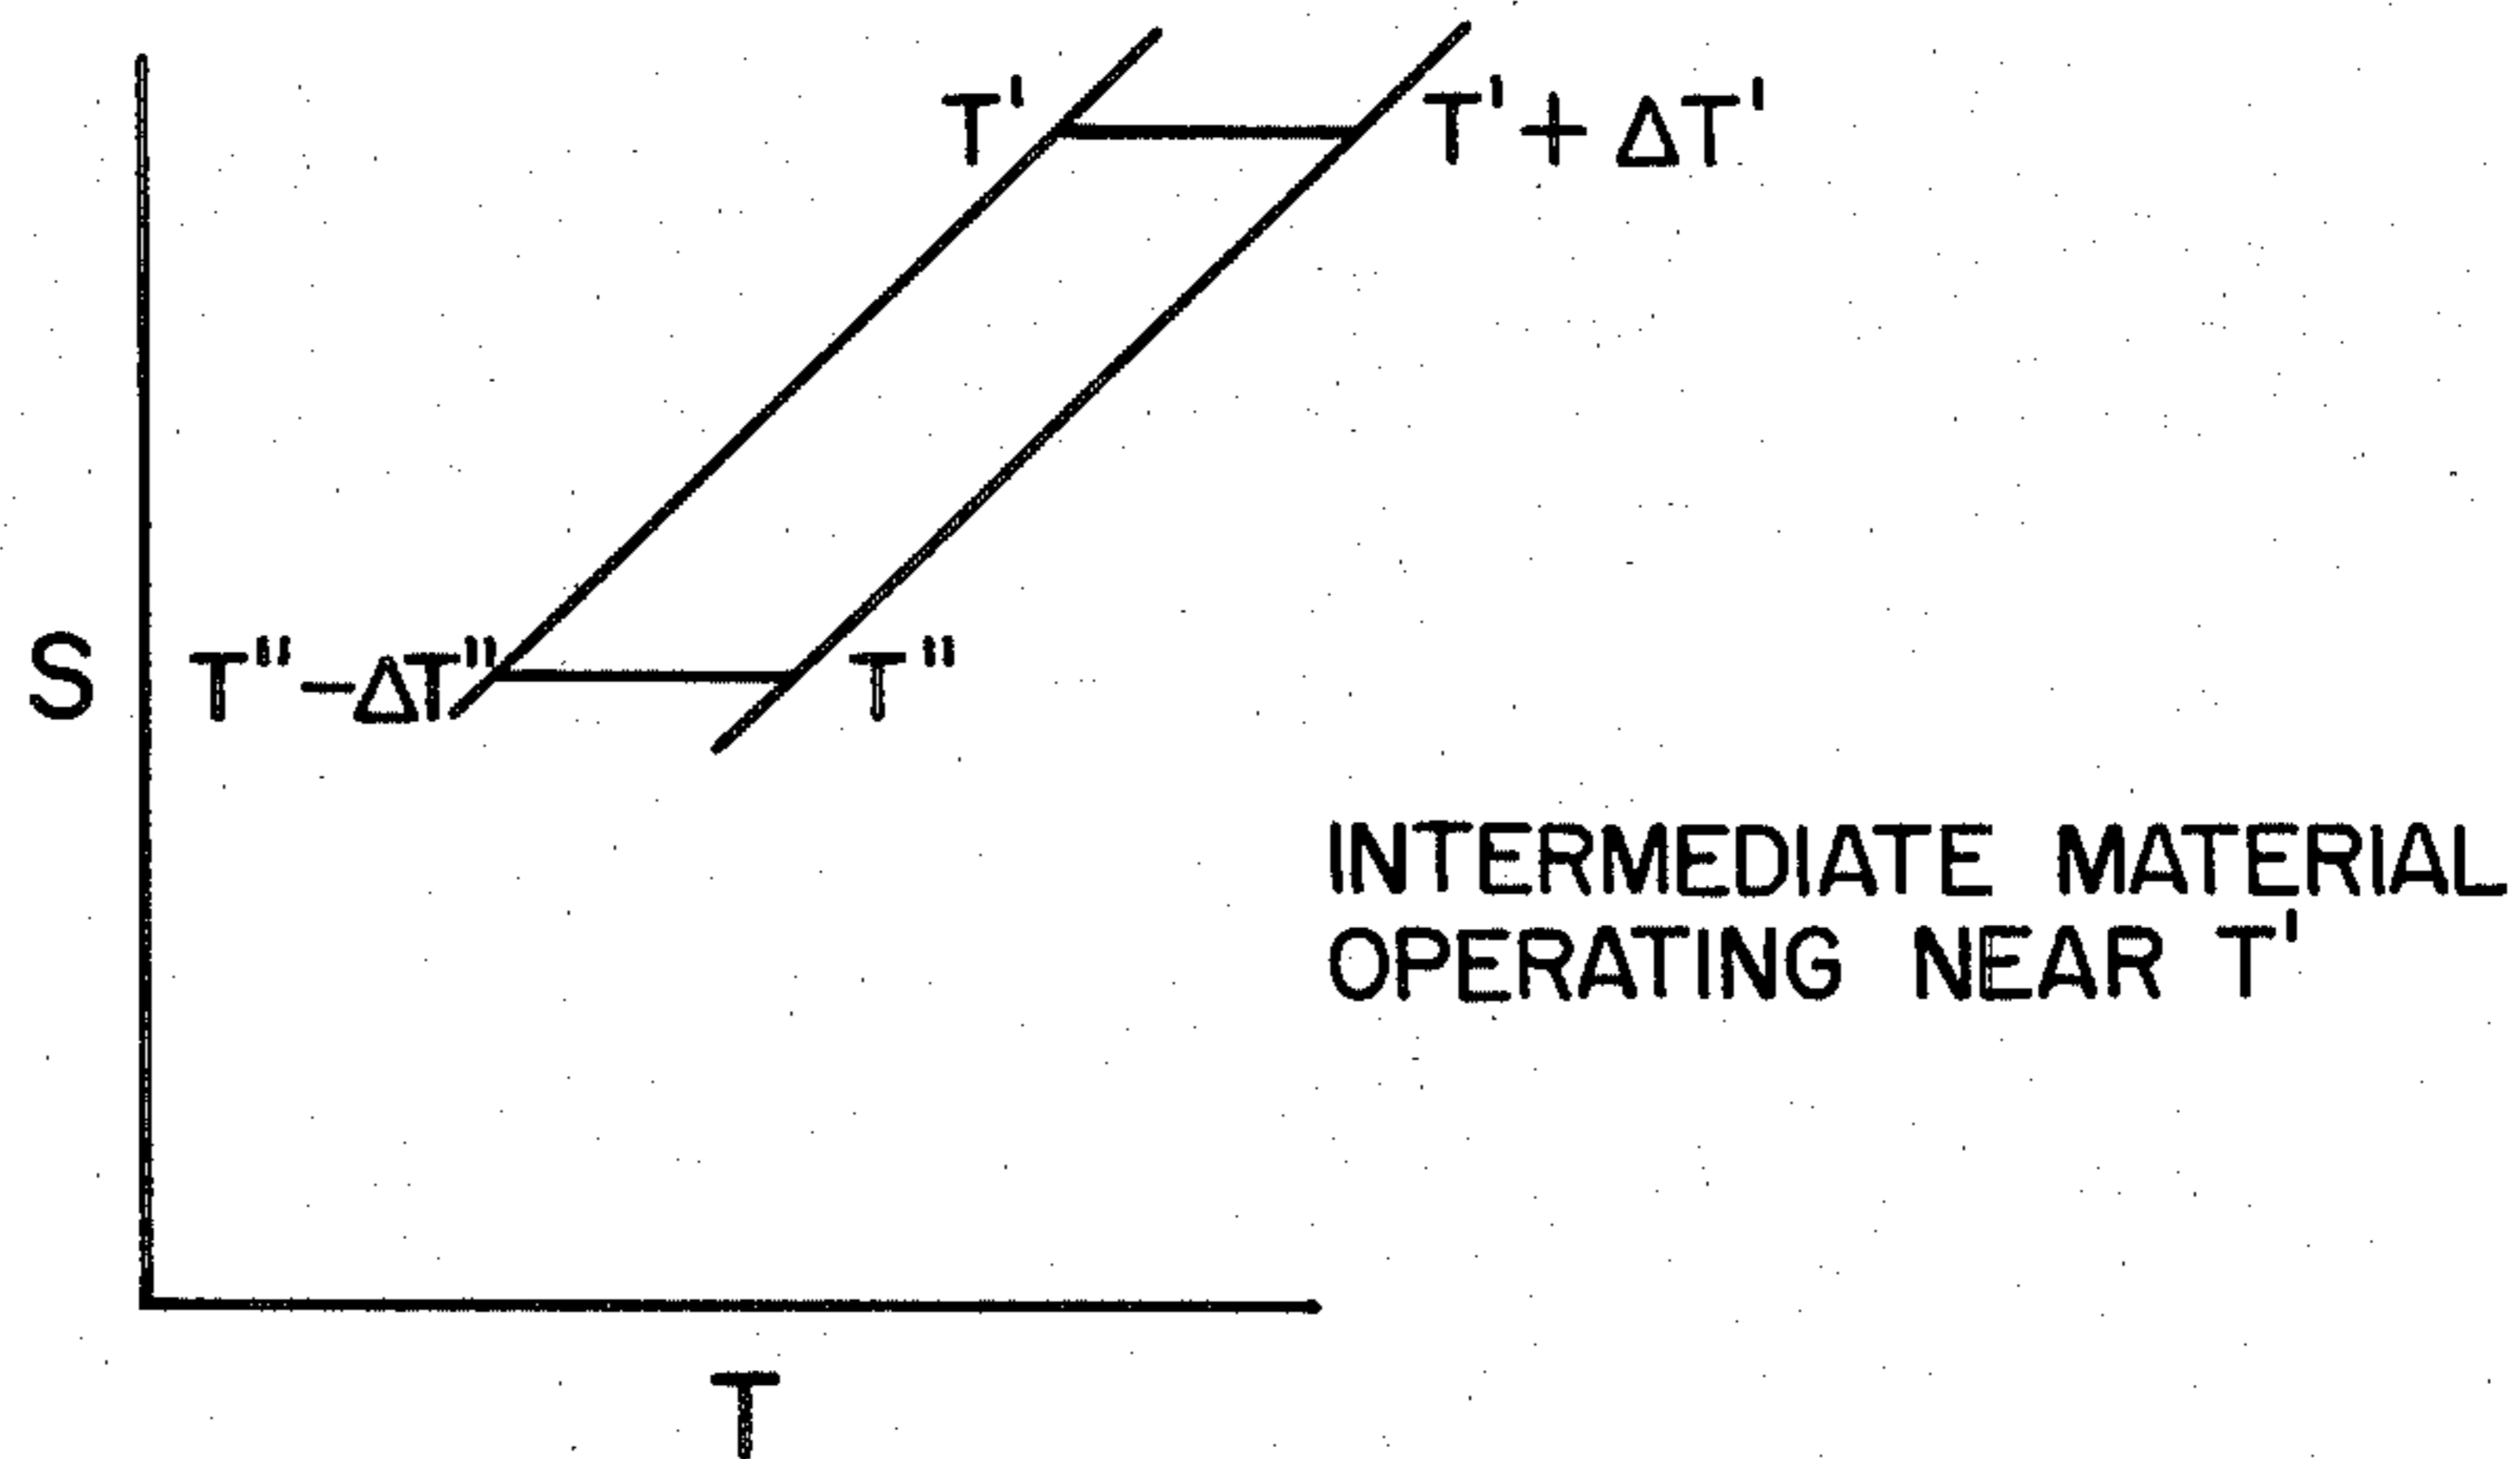 T' T'+ΔT'
S T"-ΔT" T"
INTERMEDIATE MATERIAL
OPERATING NEAR T'
T